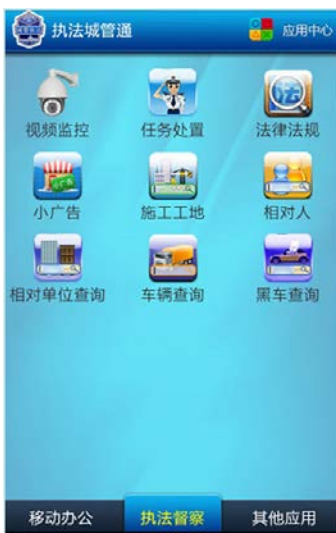 执法城管通
应用中心
视频监控
任务处置
法律法规
小广告
施工工地
相对人
相对单位查询
车辆查询
黑车查询
移动办公
执法督察
其他应用